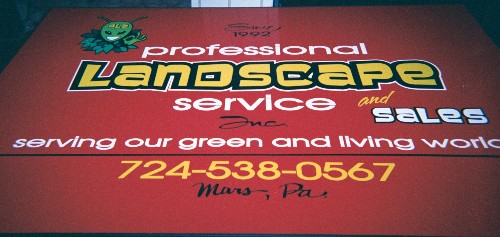 Since
1992
professional
LANDSCAPE
service and SALES
Inc.
serving our green and living world
724-538-0567
Mars, Pa.